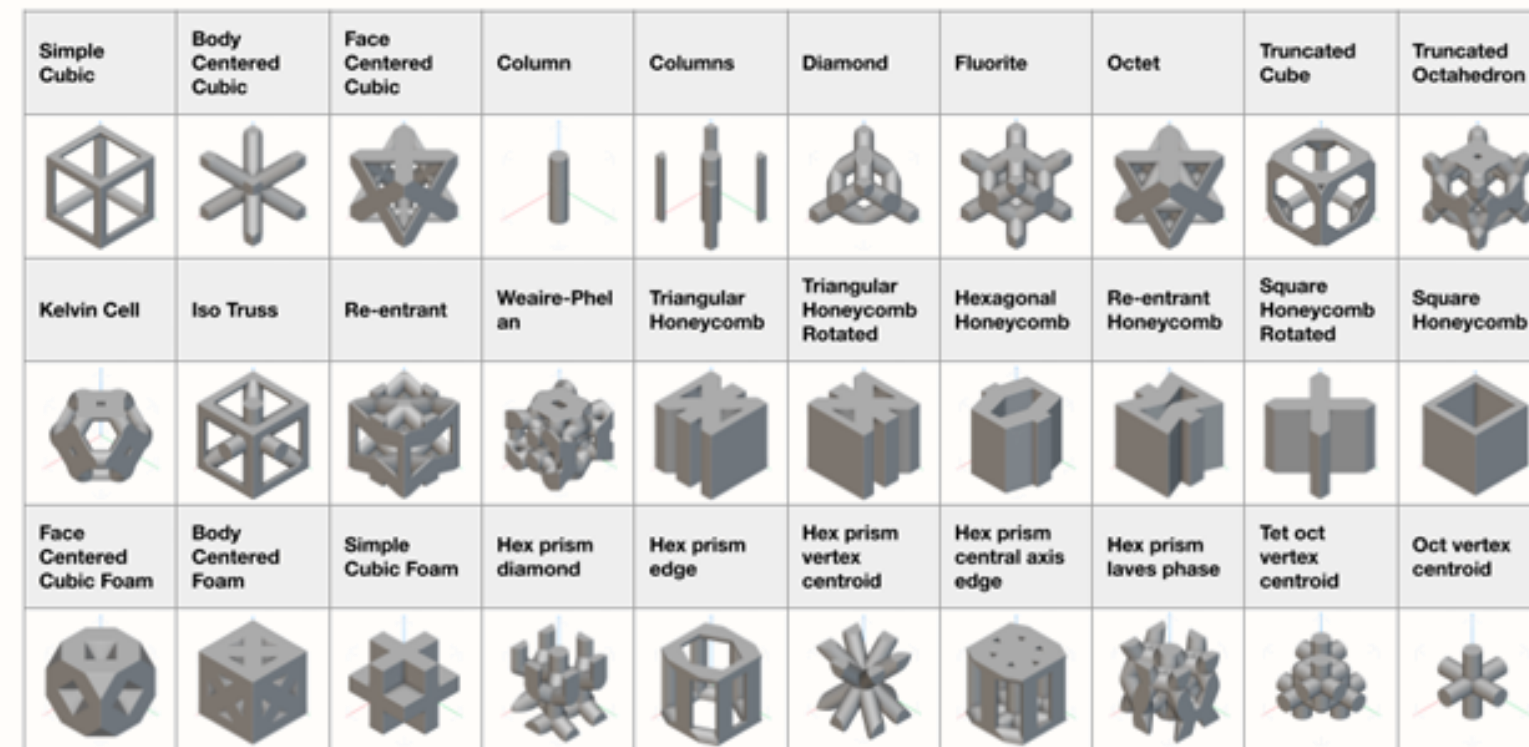 Simple
Cubic
Body
Centered
Cubic
Face
Centered
Cubic
Column
Columns
Diamond
Fluorite
Octet
Truncated
Cube
Truncated
Octahedron
Kelvin Cell
Iso Truss
Re-entrant
Weaire-Phel
an
Triangular
Honeycomb
Triangular
Honeycomb
Rotated
Hexagonal
Honeycomb
Re-entrant
Honeycomb
Square
Honeycomb
Rotated
Square
Honeycomb
Face
Centered
Cubic Foam
Body
Centered
Foam
Simple
Cubic Foam
Hex prism
diamond
Hex prism
edge
Hex prism
vertex
centroid
Hex prism
central axis
edge
Hex prism
laves phase
Tet oct
vertex
centroid
Oct vertex
centroid